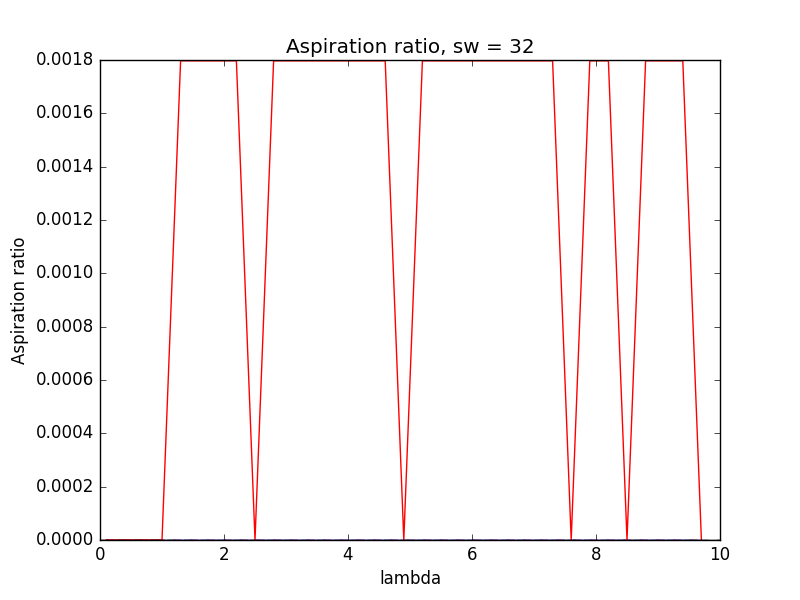 Aspiration ratio, sw = 32
0.0018
0.0016
0.0014
0.0012
0.0010
0.0008
0.0006
0.0004
0.0002
0.0000
Aspiration ratio
0 2 4 6 8 10
lambda